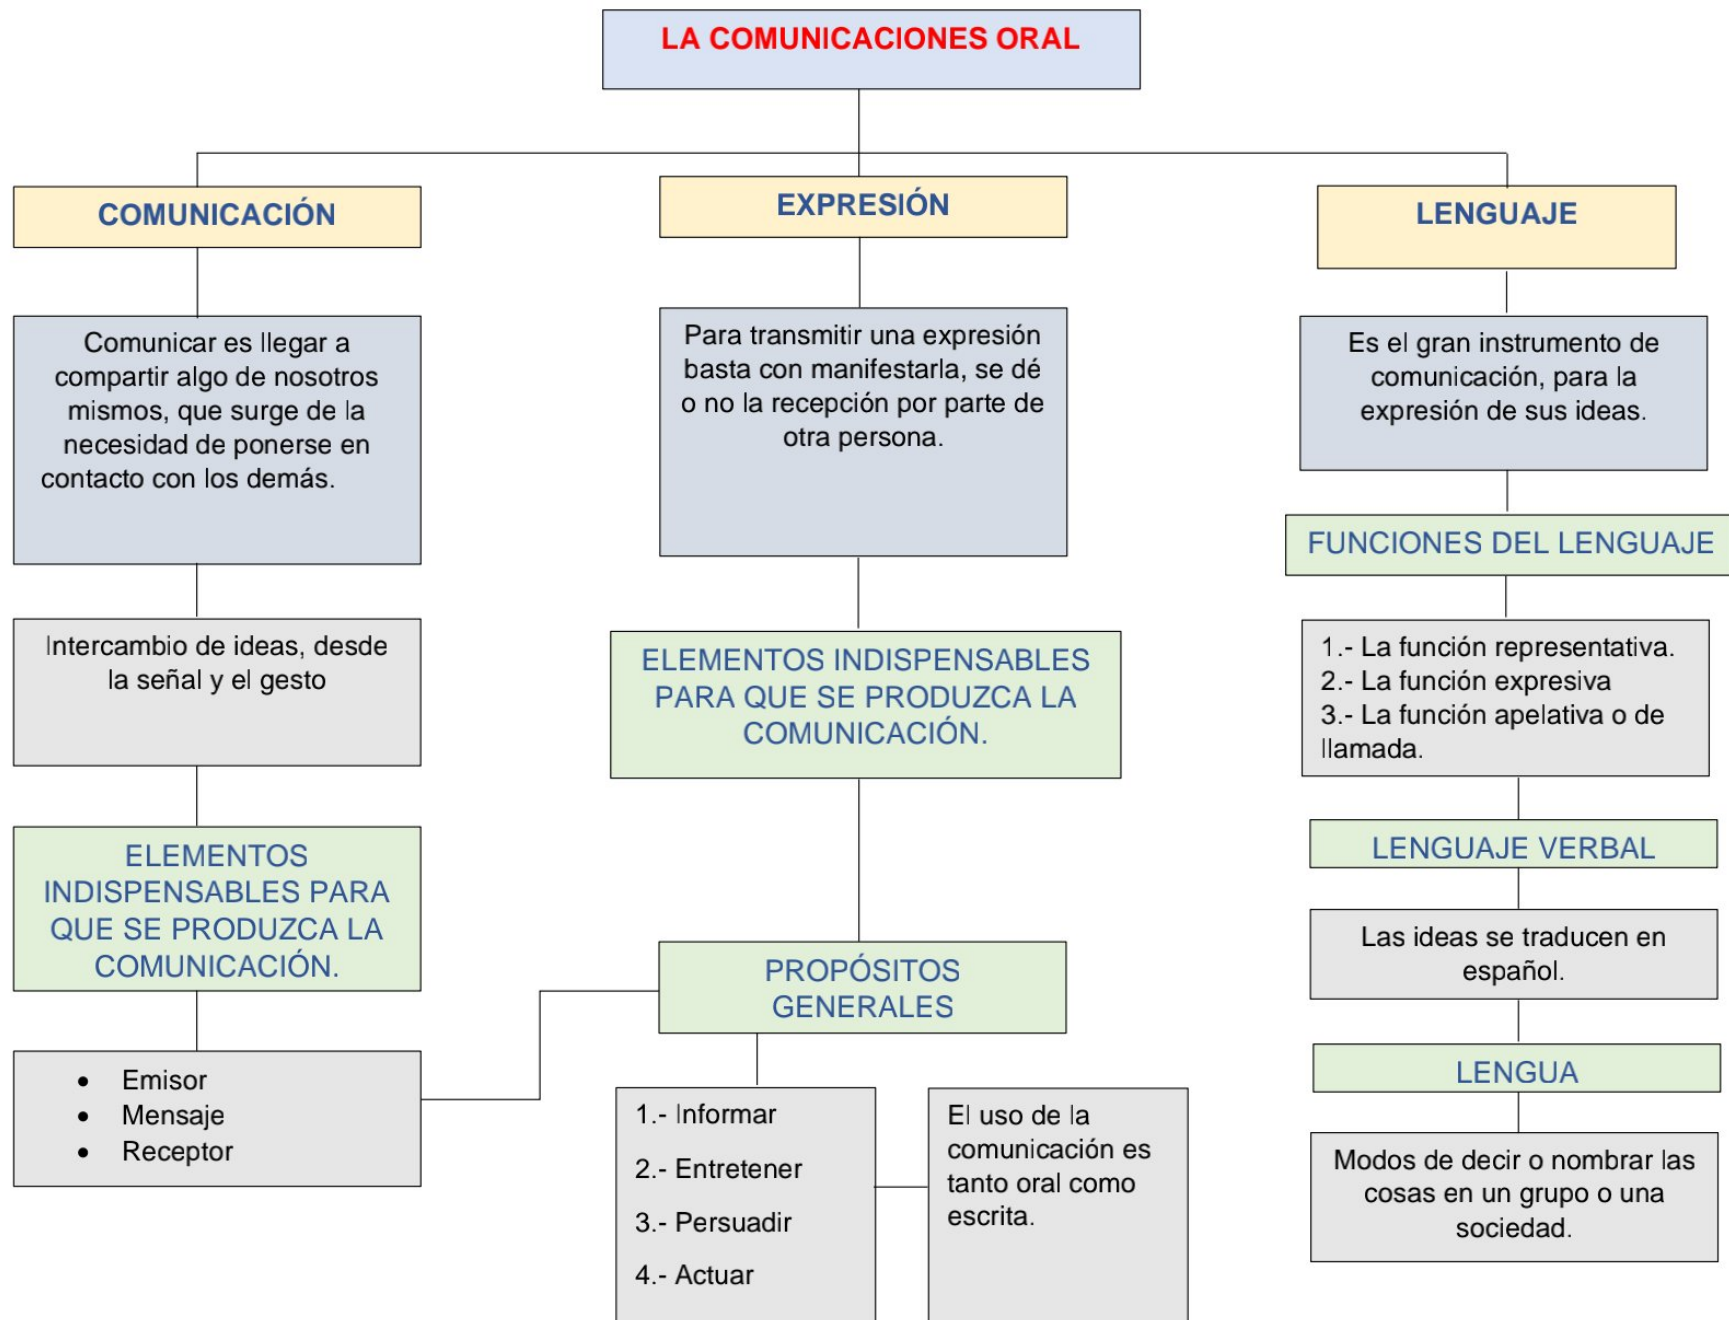 LA COMUNICACIONES ORAL
COMUNICACIÓN
Comunicar es llegar a
compartir algo de nosotros
mismos, que surge de la
necesidad de ponerse en
contacto con los demás.
Intercambio de ideas, desde
la señal y el gesto
ELEMENTOS
INDISPENSABLES PARA
QUE SE PRODUZCA LA
COMUNICACIÓN.
• Emisor
• Mensaje
• Receptor
EXPRESIÓN
Para transmitir una expresión
basta con manifestarla, se dé
o no la recepción por parte de
otra persona.
ELEMENTOS INDISPENSABLES
PARA QUE SE PRODUZCA LA
COMUNICACIÓN.
PROPÓSITOS
GENERALES
1.- Informar
2.- Entretener
3.- Persuadir
4.- Actuar
El uso de la
comunicación es
tanto oral como
escrita.
LENGUAJE
Es el gran instrumento de
comunicación, para la
expresión de sus ideas.
FUNCIONES DEL LENGUAJE
1.- La función representativa.
2.- La función expresiva
3.- La función apelativa o de
llamada.
LENGUAJE VERBAL
Las ideas se traducen en
español.
LENGUA
Modos de decir o nombrar las
cosas en un grupo o una
sociedad.